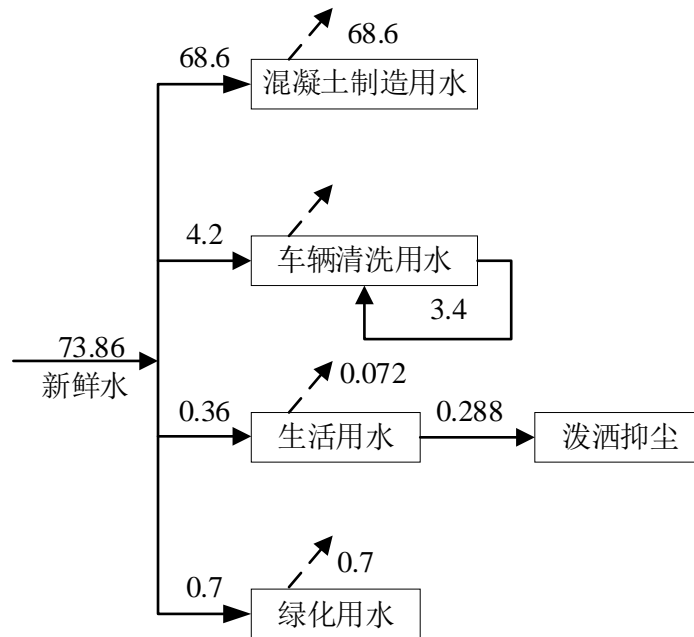 68.6
68.6
混凝土制造用水
4.2
车辆清洗用水
3.4
73.86
新鲜水
0.072
0.36
生活用水
0.288
泼洒抑尘
0.7
0.7
绿化用水